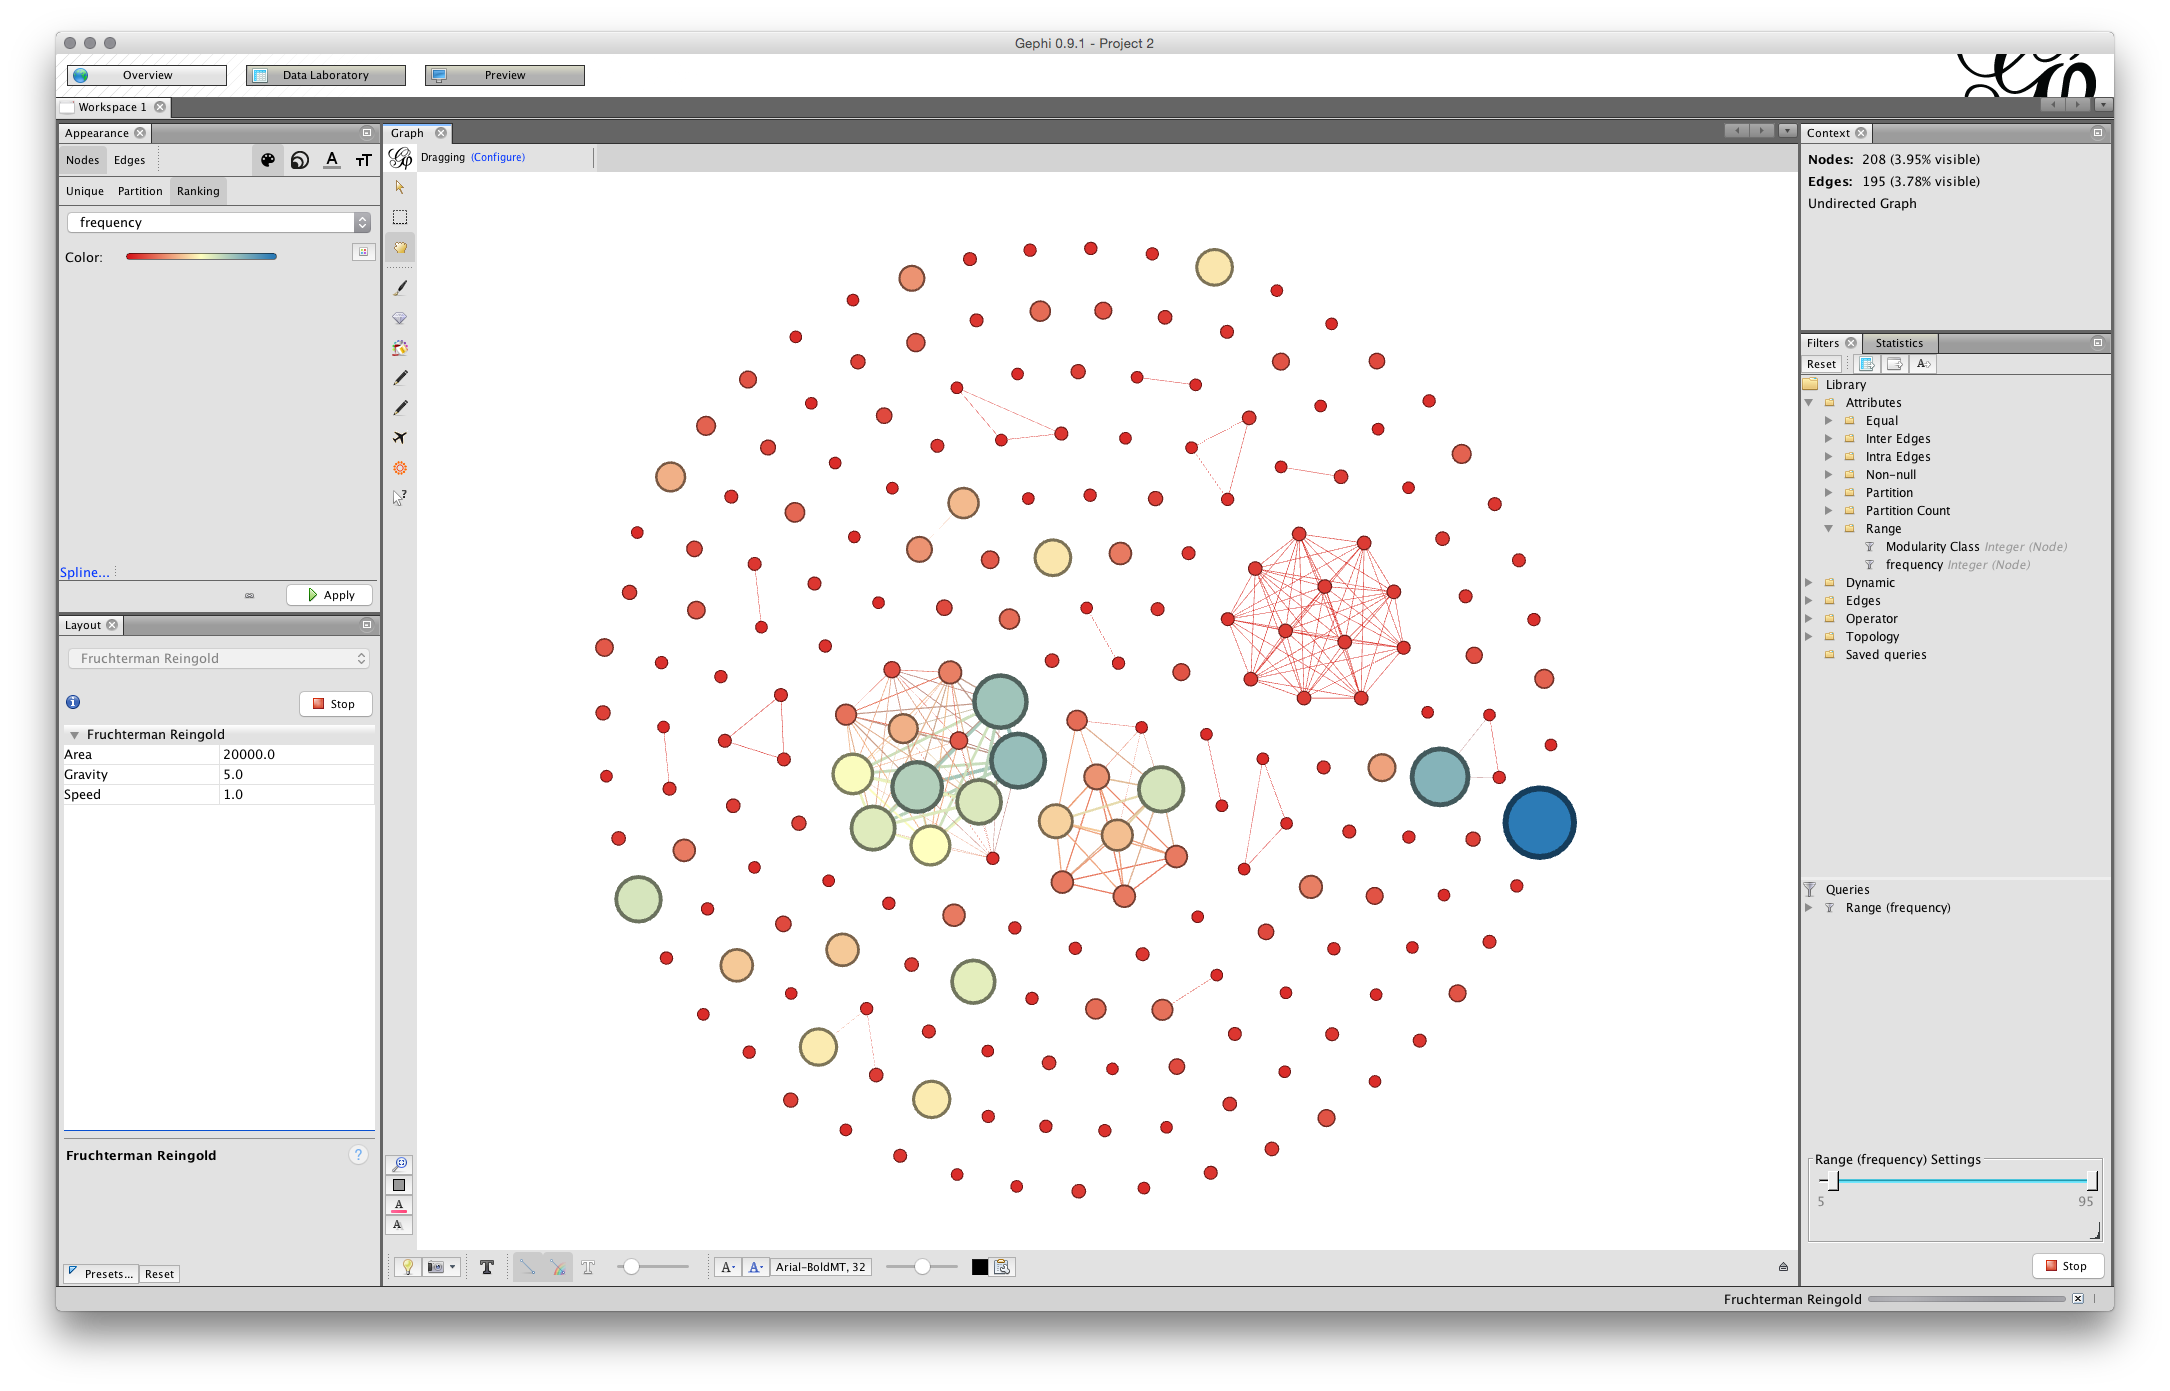 Gephi 0.9.1 - Project 2
Overview
Data Laboratory
Preview
Workspace 1
Appearance
Nodes
Edges
A
TT
Unique
Partition
Ranking
frequency
Color:
Spline...
Apply
Layout
Fruchterman Reingold
Stop
Fruchterman Reingold
Area 20000.0
Gravity 5.0
Speed 1.0
Fruchterman Reingold
?
Presets...
Reset
Graph
Dragging (Configure)
?
A
A
T
T
A-
A-
Arial-BoldMT, 32
Context
Nodes: 208 (3.95% visible)
Edges: 195 (3.78% visible)
Undirected Graph
Filters
Statistics
Reset
A
Library
Attributes
Equal
Inter Edges
Intra Edges
Non-null
Partition
Partition Count
Range
Modularity Class Integer (Node)
frequency Integer (Node)
Dynamic
Edges
Operator
Topology
Saved queries
Queries
Range (frequency)
Range (frequency) Settings
5 95
Stop
Fruchterman Reingold